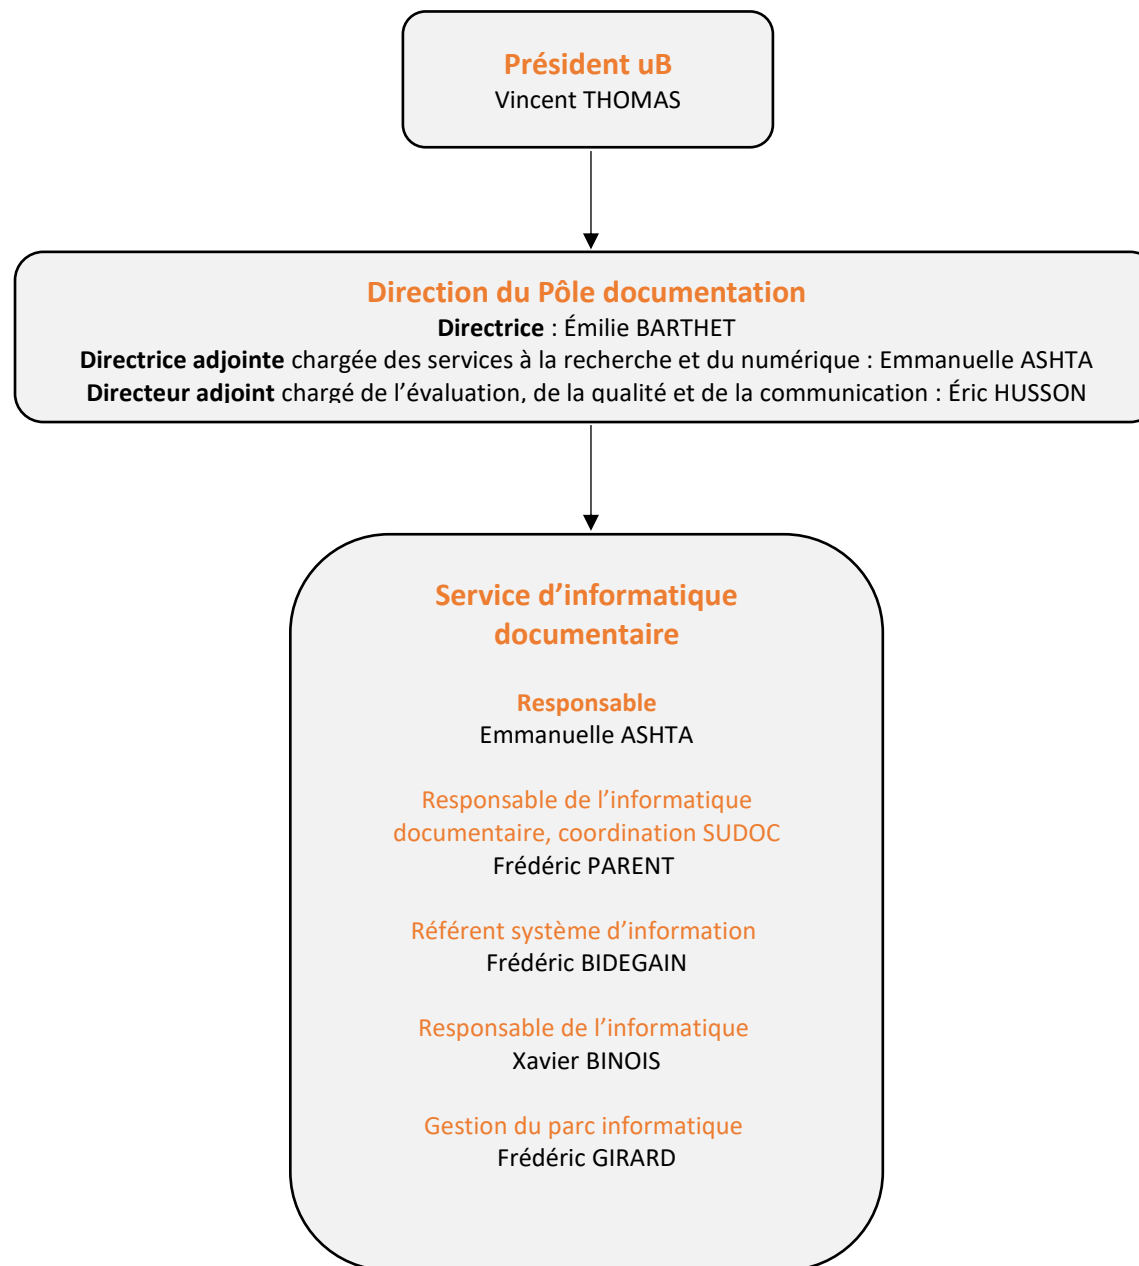 Président uB
Vincent THOMAS
Direction du Pôle documentation
Directrice : Émilie BARTHET
Directrice adjointe chargée des services à la recherche et du numérique : Emmanuelle ASHTA
Directeur adjoint chargé de l’évaluation, de la qualité et de la communication : Éric HUSSON
Service d’informatique
documentaire
Responsable
Emmanuelle ASHTA
Responsable de l’informatique
documentaire, coordination SUDOC
Frédéric PARENT
Référent système d’information
Frédéric BIDEGAIN
Responsable de l’informatique
Xavier BINOIS
Gestion du parc informatique
Frédéric GIRARD